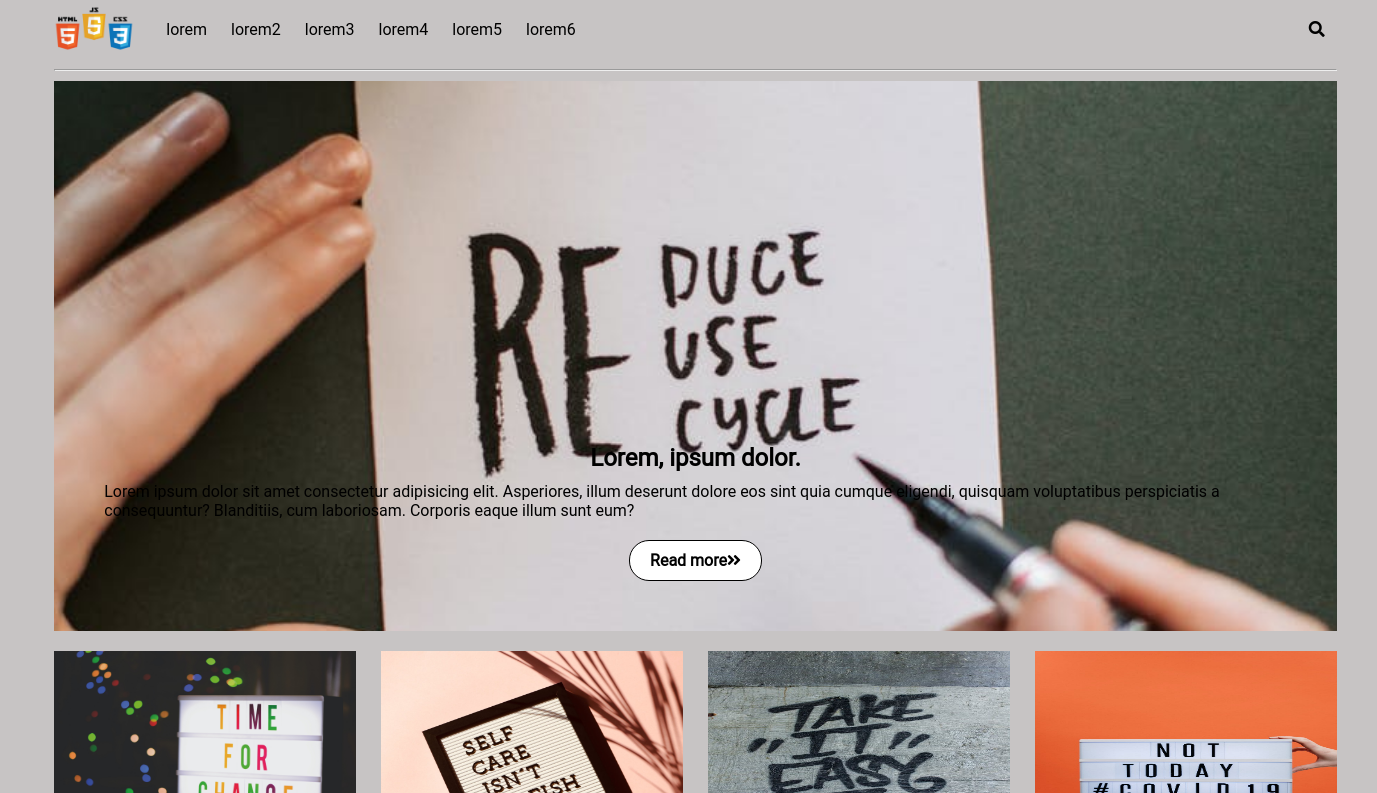 HTML JS CSS
5 5 3
lorem lorem2 lorem3 lorem4 lorem5 lorem6
RE DUCE
USE
CYCLE
Lorem, ipsum dolor.
Lorem ipsum dolor sit amet consectetur adipisicing elit. Asperiores, illum deserunt dolore eos sint quia cumque eligendi, quisquam voluptatibus perspiciatis a
consequuntur? Blanditiis, cum laboriosam. Corporis eaque illum sunt eum?
Read more
TIME
FOR
CHANGE
SELF
CARE
ISN'T
TAKE
"IT"
EASY
NOT
TODAY
#COVID19